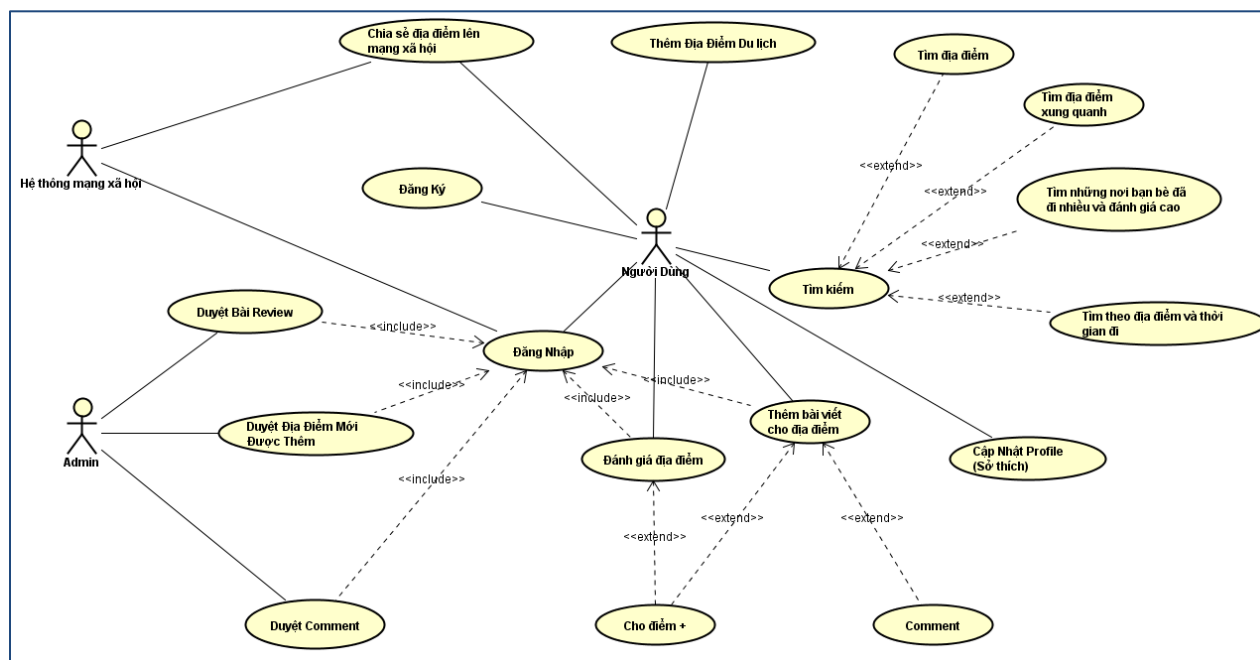 Chia sẻ địa điểm lên
mạng xã hội
Thêm Địa Điểm Du lịch
Tìm địa điểm
Tìm địa điểm
xung quanh
<<extend>>
Hệ thóng mạng xã hội
Đăng Ký
<<extend>>
Tìm những nơi bạn bè đã
đi nhiều và đánh giá cao
<<extend>>
Người Dùng
Tìm kiếm
<<extend>>
Tìm theo địa điểm và thời
gian đi
Duyệt Bài Review
<<include>>
Đăng Nhập
<<include>>
<<include>>
<<include>>
Thêm bài viết
cho địa điểm
Admin
Duyệt Địa Điểm Mới
Được Thêm
Đánh giá địa điểm
Cập Nhật Profile
(Sở thích)
<<include>>
<<extend>>
<<extend>>
<<extend>>
Duyệt Comment
Cho điểm +
Comment